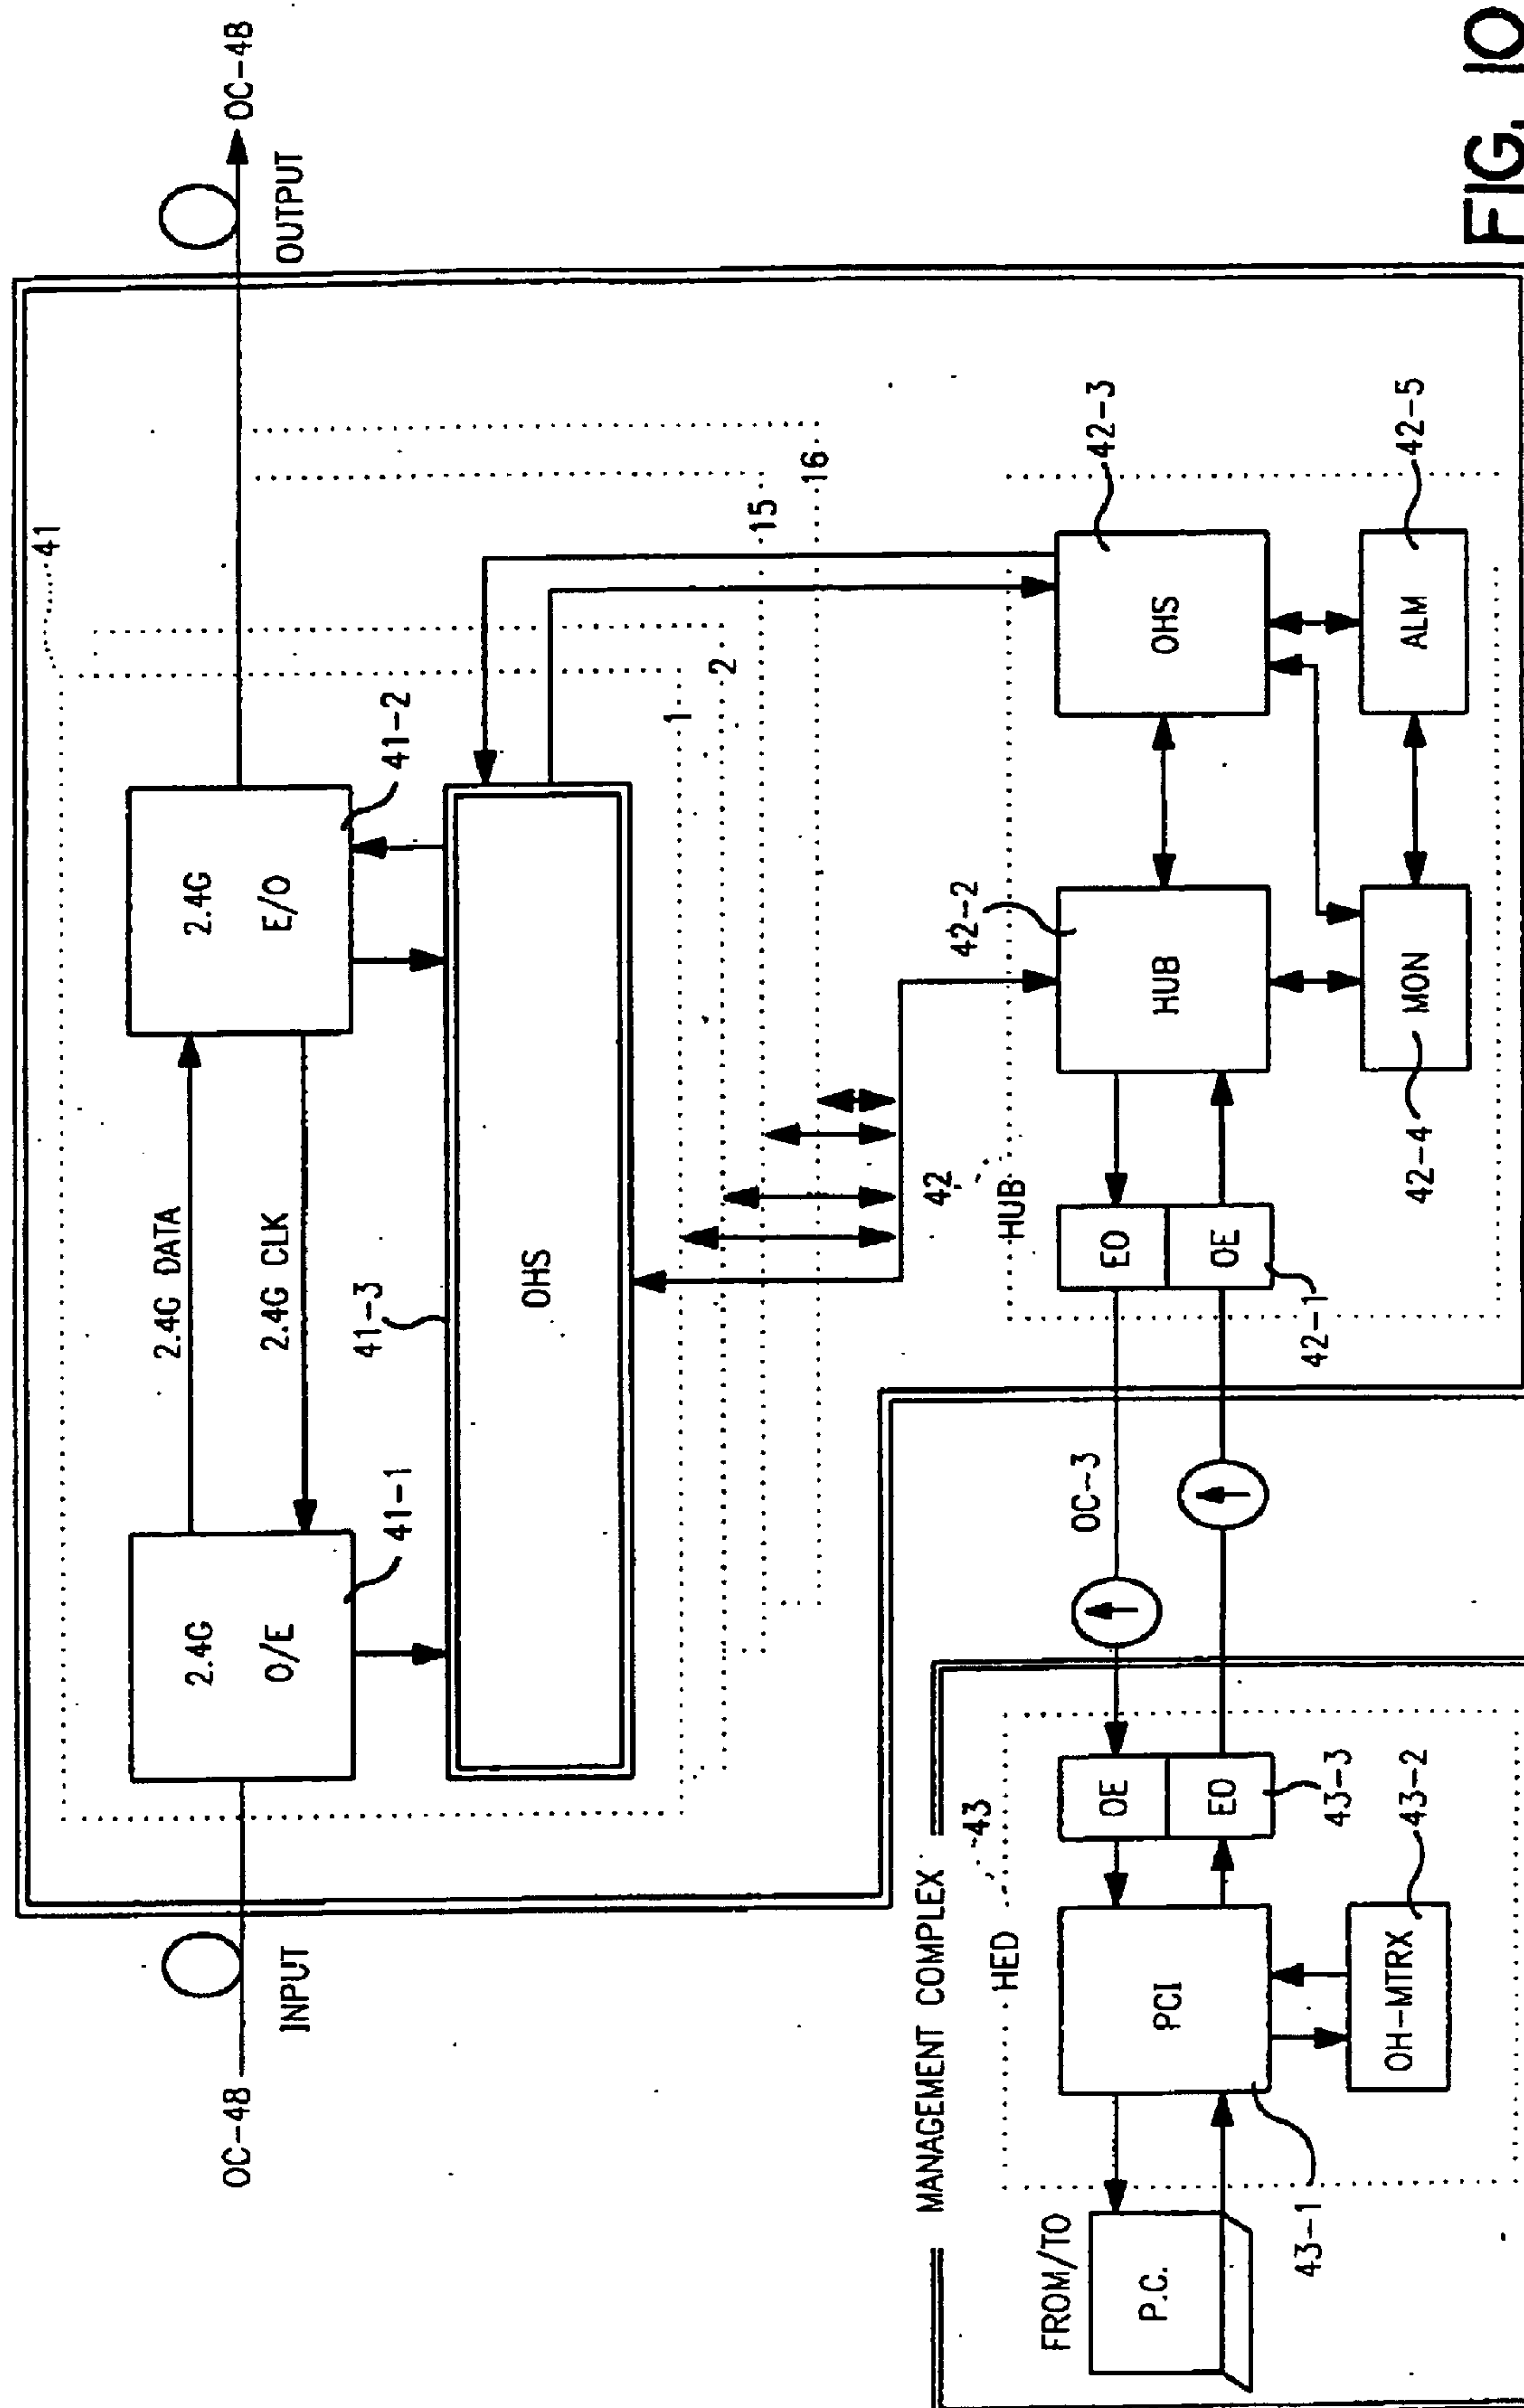 OC-48
INPUT
41
2.4G
O/E
41-1
2.4G DATA
2.4G CLK
2.4G
E/O
41-2
41-3
OHS
1
2
15
16
OUTPUT
OC-48
MANAGEMENT COMPLEX
FROM/TO
P.C.
HED
43
PCI
43-1
OH-MTRX
43-2
OE
EO
43-3
OC-3
42
HUB
EO
OE
42-1
HUB
42-2
OHS
42-3
MON
42-4
ALM
42-5
FIG. 10